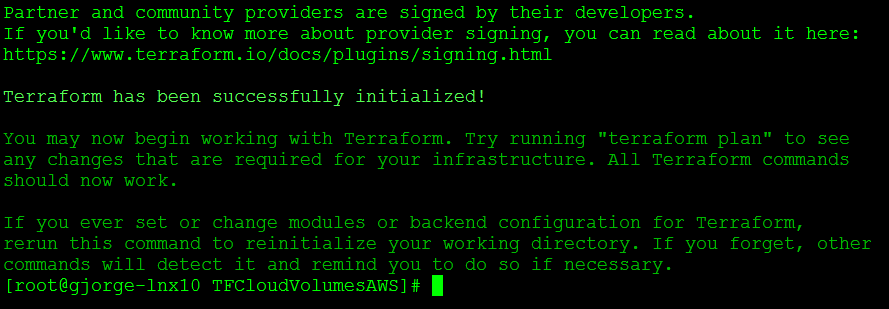 Partner and community providers are signed by their developers.
If you'd like to know more about provider signing, you can read about it here:
https://www.terraform.io/docs/plugins/signing.html
Terraform has been successfully initialized!
You may now begin working with Terraform. Try running "terraform plan" to see
any changes that are required for your infrastructure. All Terraform commands
should now work.
If you ever set or change modules or backend configuration for Terraform,
rerun this command to reinitialize your working directory. If you forget, other
commands will detect it and remind you to do so if necessary.
[root@gjorge-lnx10 TFCloudVolumesAWS]#